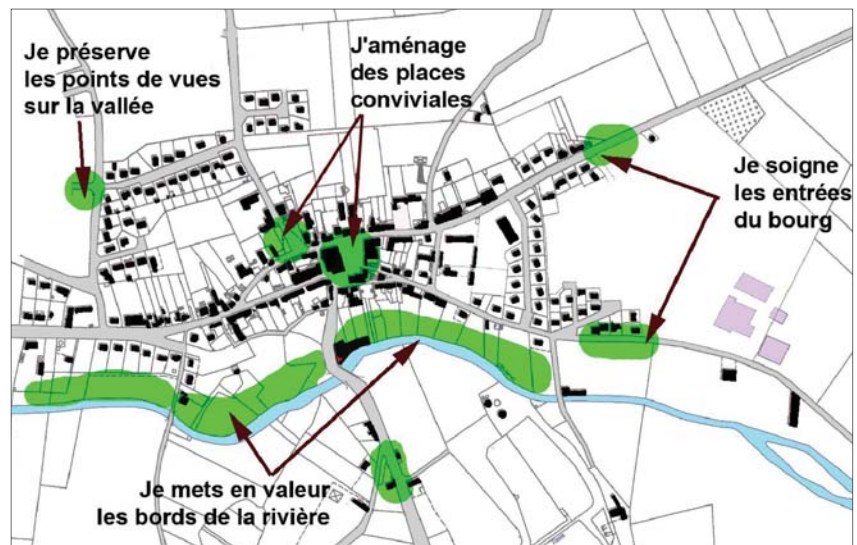 Je préserve
les points de vues
sur la vallée
J'aménage
des places
conviviales
Je soigne
les entrées
du bourg
Je mets en valeur
les bords de la rivière